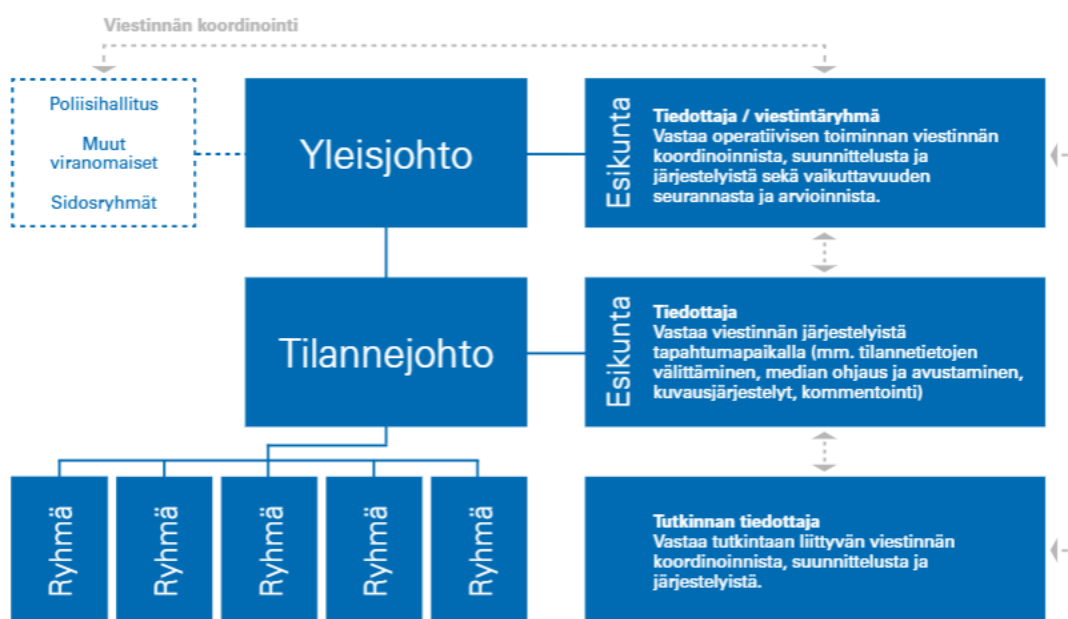 Viestinnän koordinointi
Poliisihallitus
Muut
viranomaiset
Sidosryhmät
Yleisjohto
Esikunta
Tiedottaja / viestintäryhmä
Vastaa operatiivisen toiminnan viestinnän
koordinoinnista, suunnittelusta ja
järjestelyistä sekä vaikuttavuuden
seurannasta ja arvioinnista.
Tilannejohto
Esikunta
Tiedottaja
Vastaa viestinnän järjestelyistä
tapahtumapaikalla (mm. tilannetietojen
välittäminen, median ohjaus ja avustaminen,
kuvausjärjestelyt, kommentointi)
Ryhmä
Ryhmä
Ryhmä
Ryhmä
Ryhmä
Tutkinnan tiedottaja
Vastaa tutkintaan liittyvän viestinnän
koordinoinnista, suunnittelusta ja
järjestelyistä.